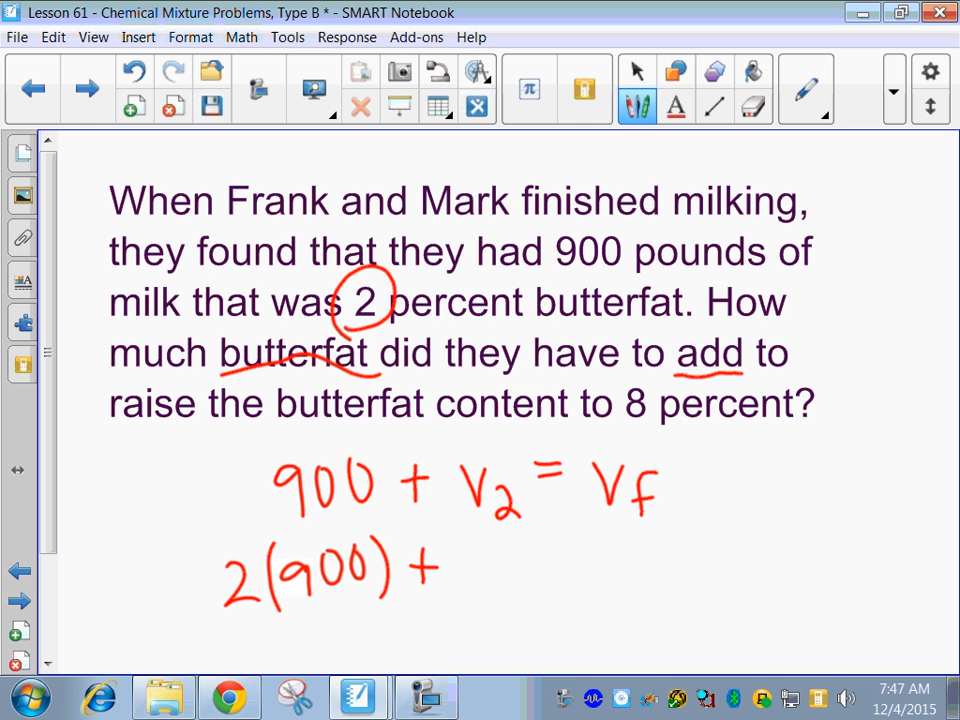 Lesson 61 - Chemical Mixture Problems, Type B * - SMART Notebook
File Edit View Insert Format Math Tools Response Add-ons Help
When Frank and Mark finished milking,
they found that they had 900 pounds of
milk that was 2 percent butterfat. How
much butterfat did they have to add to
raise the butterfat content to 8 percent?
900 + V₂ = Vf
2(900) +
7:47 AM
12/4/2015